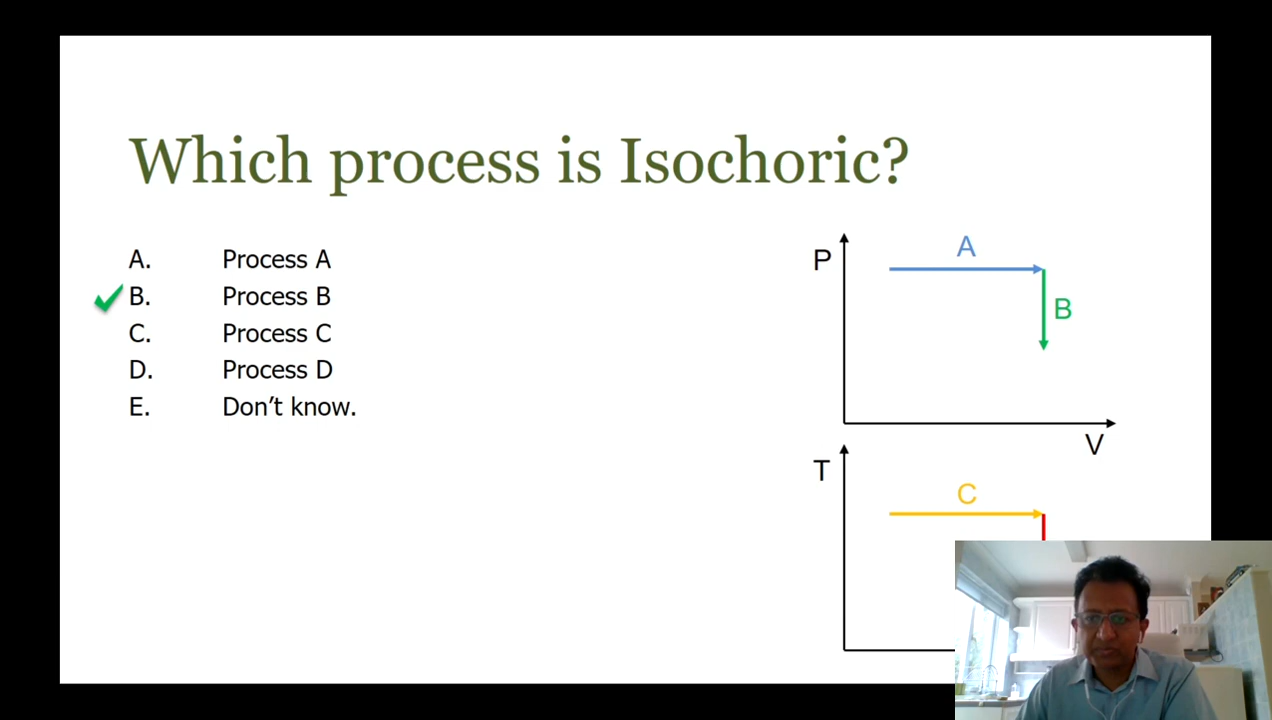 Which process is Isochoric?
A. Process A
B. Process B
C. Process C
D. Process D
E. Don’t know.
P
A
B
V
T
C